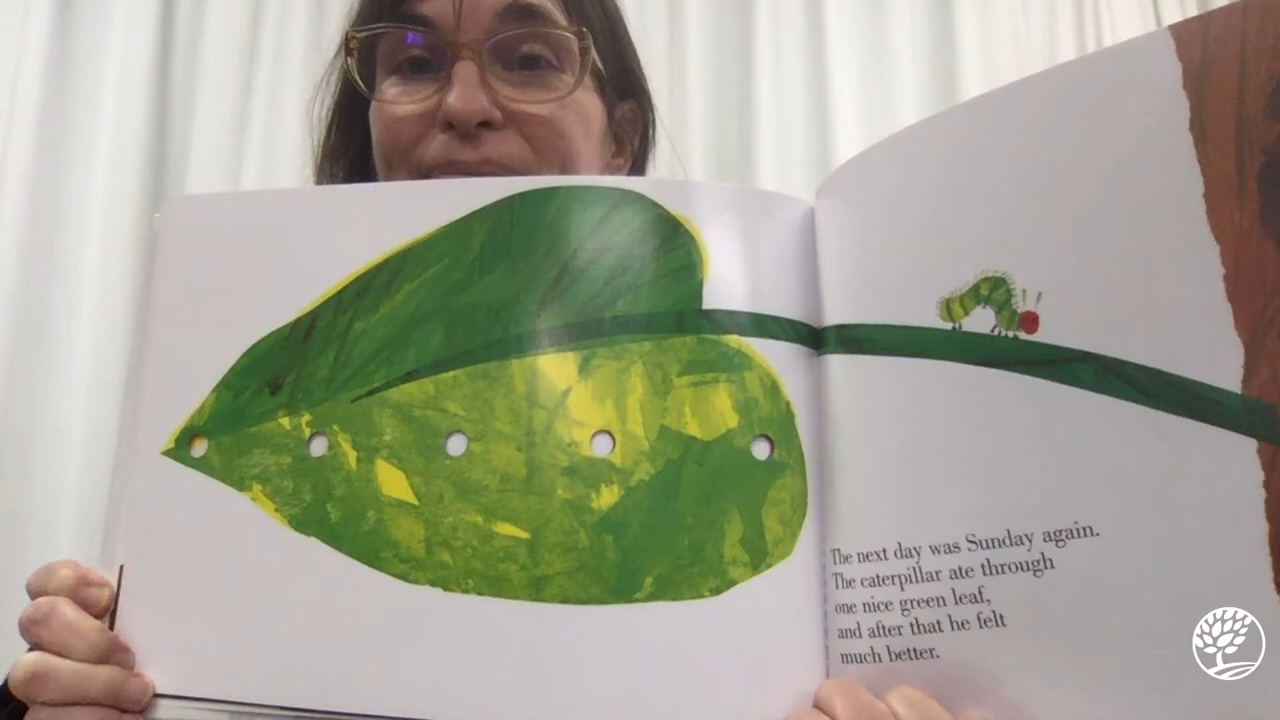 The next day was Sunday again.
The caterpillar ate through
one nice green leaf,
and after that he felt
much better.